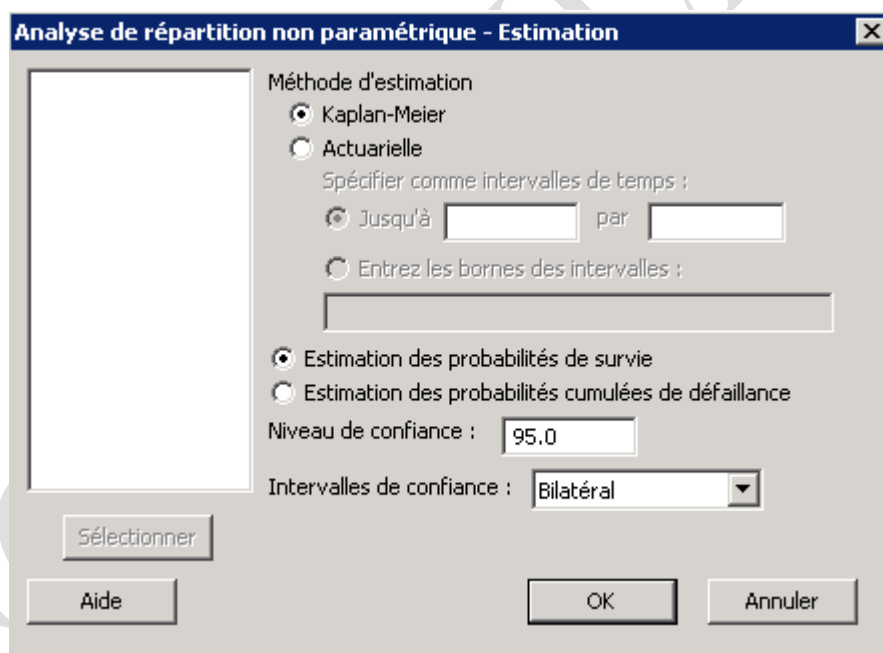 Analyse de répartition non paramétrique - Estimation
Méthode d'estimation
Kaplan-Meier
Actuarielle
Spécifier comme intervalles de temps :
Jusqu'à par
Entrez les bornes des intervalles :
Estimation des probabilités de survie
Estimation des probabilités cumulées de défaillance
Niveau de confiance : 95.0
Intervalles de confiance : Bilatéral
Sélectionner
Aide OK Annuler